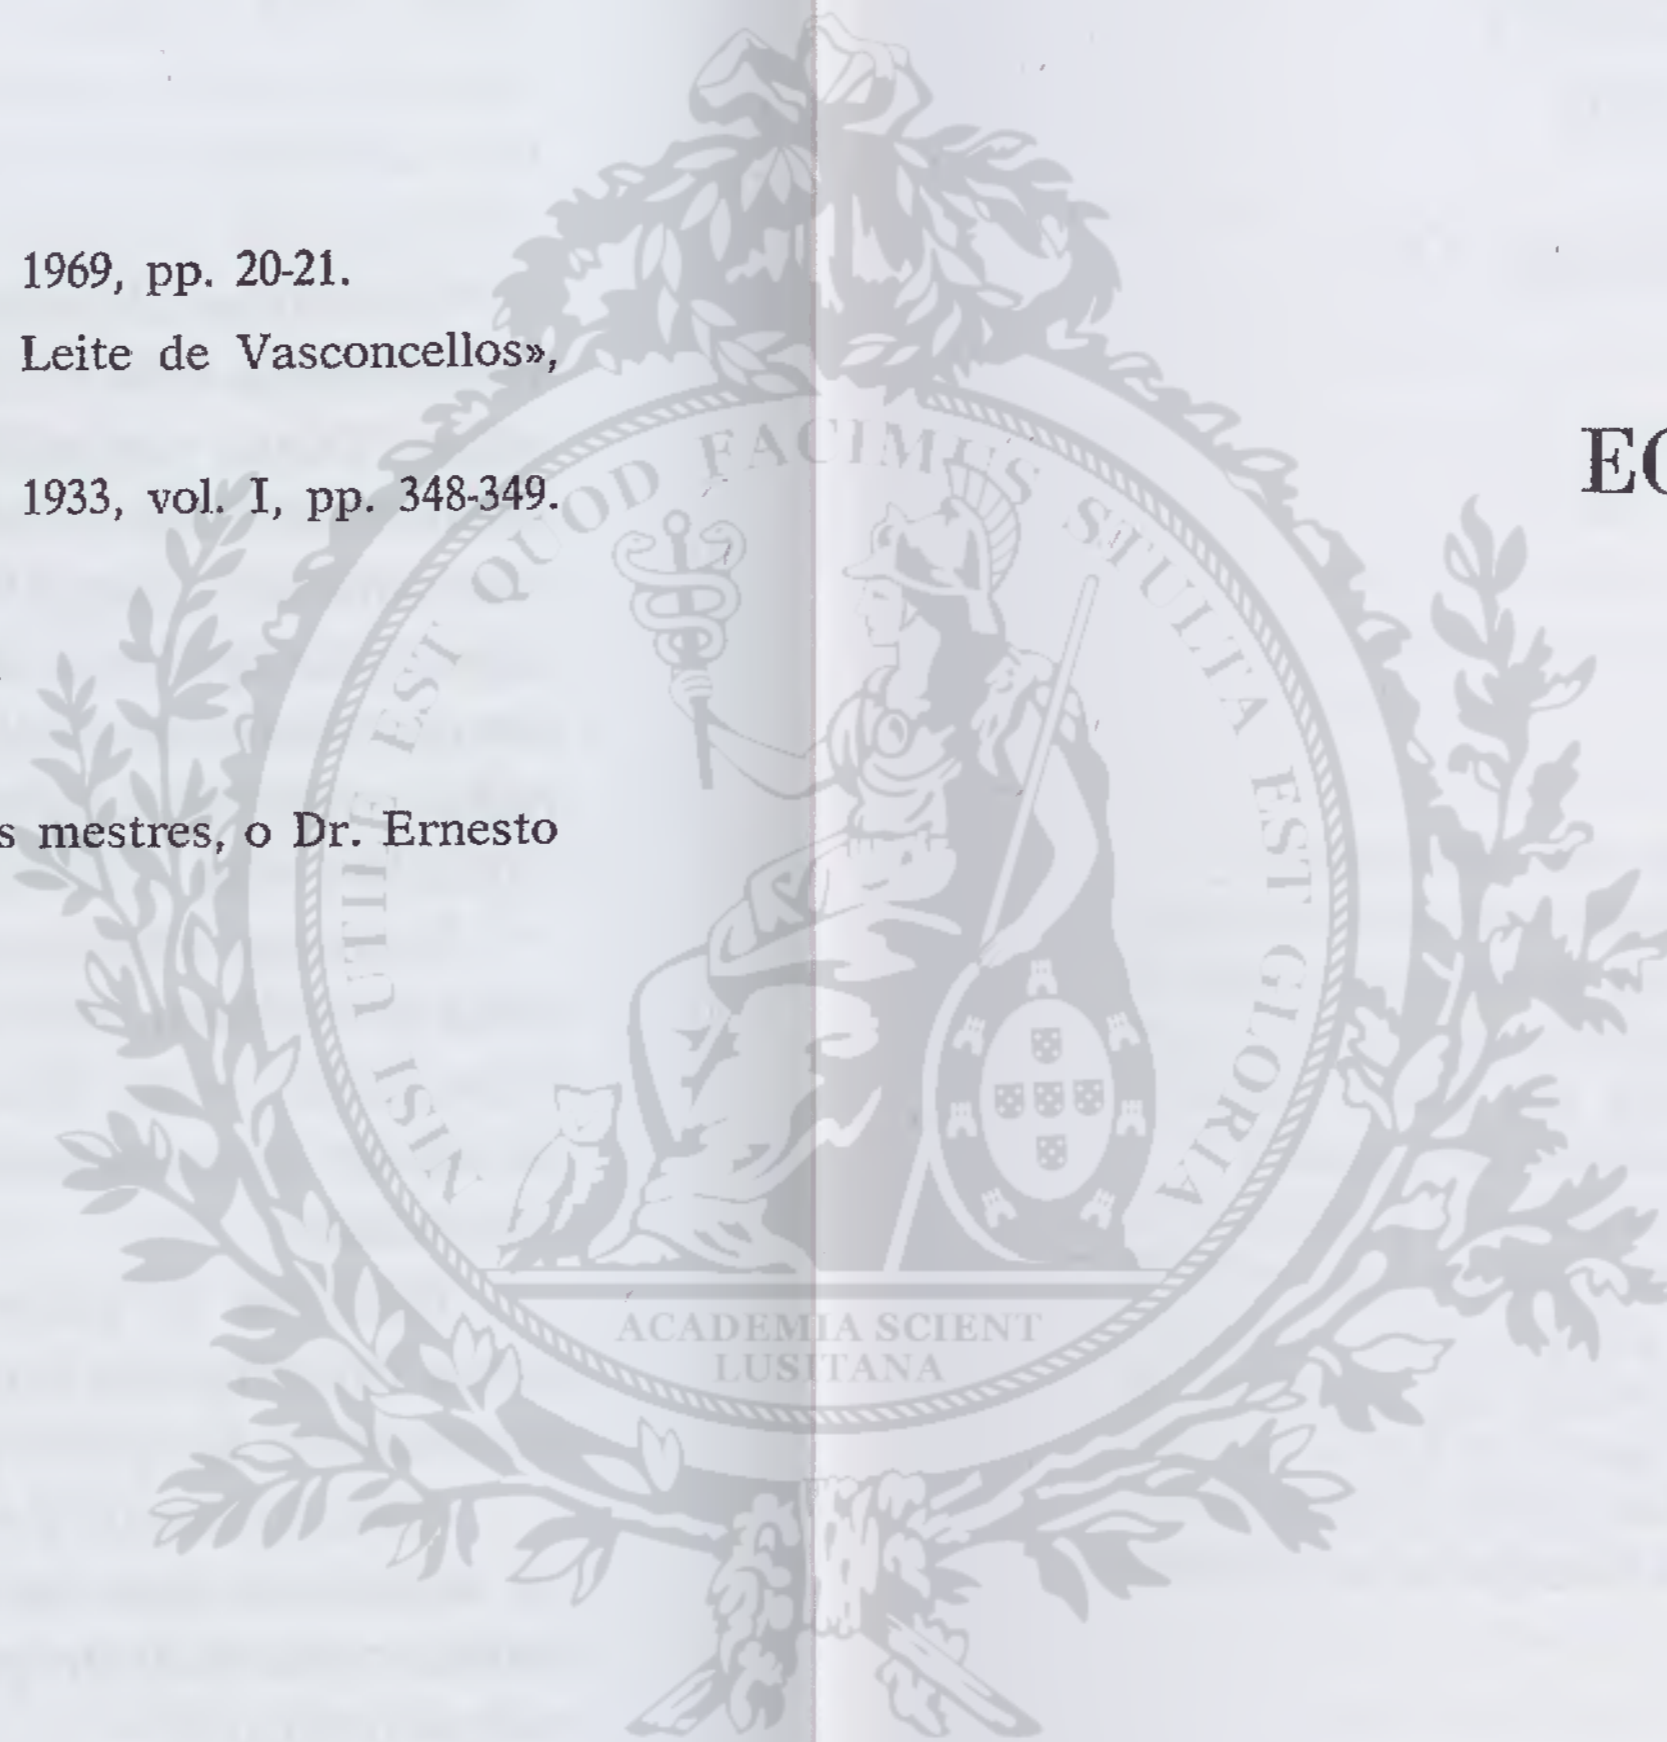 1969, pp. 20-21.
Leite de Vasconcellos»,
1933, vol. I, pp. 348-349.
s mestres, o Dr. Ernesto
EC
NISI UTILE EST QUOD FACIMUS STULTA EST GLORIA
ACADEMIA SCIENT
LUSITANA